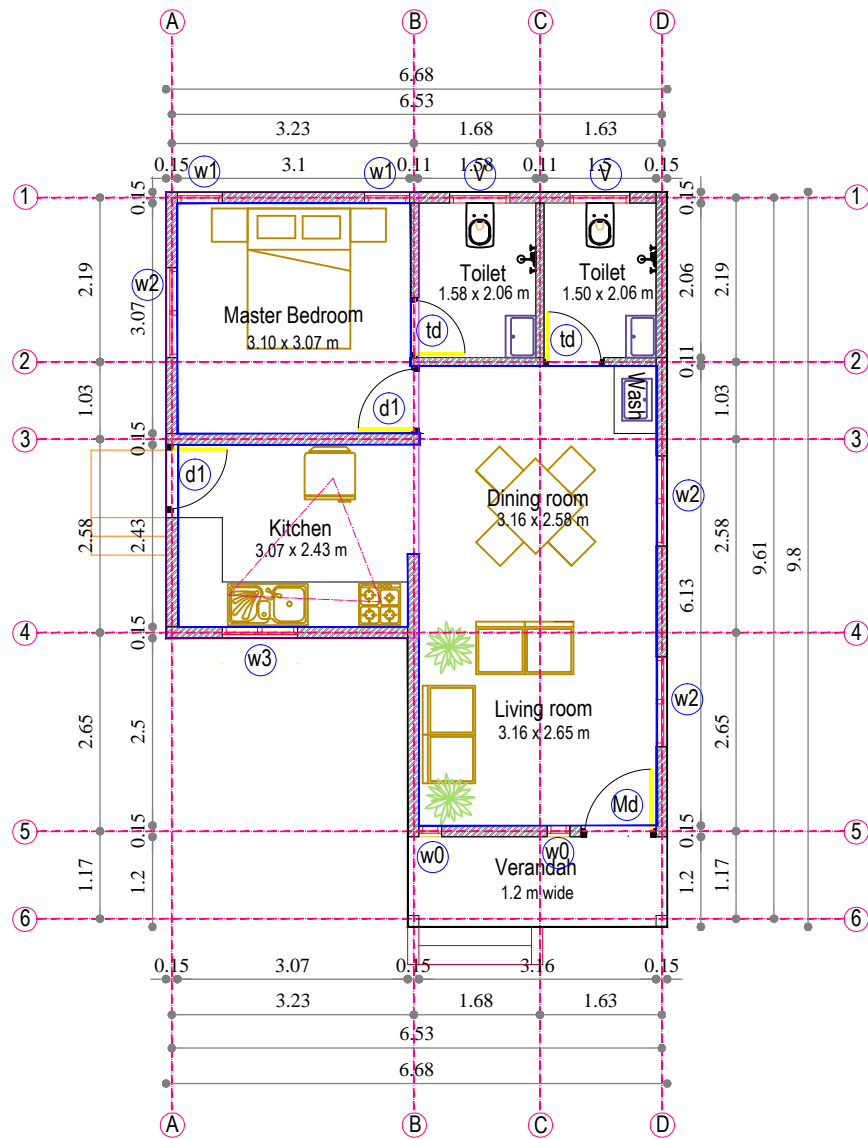 A B C D
6.68
6.53
3.23 1.68 1.63
0.15 3.1 0.11 1.58 0.11 1.5 0.15
w1 w1 V V
1 0.15 0.15 1
Toilet Toilet
1.58 x 2.06 m 1.50 x 2.06 m
2.19 w2 3.07 2.06 2.19
Master Bedroom
3.10 x 3.07 m
td td
2 0.11 2
Wash
1.03 d1 1.03
3 0.15 3
d1
Dining room
3.16 x 2.58 m
w2
Kitchen
3.07 x 2.43 m
2.58 2.43 2.58 9.61 9.8
6.13
4 0.15 4
w3
Living room
3.16 x 2.65 m
w2
2.65 2.5 2.65
Md
5 0.15 0.15 5
w0 w0
Verandah
1.2 m wide
1.17 1.2 1.2 1.17
6 6
0.15 3.07 0.15 3.16 0.15
3.23 1.68 1.63
6.53
6.68
A B C D